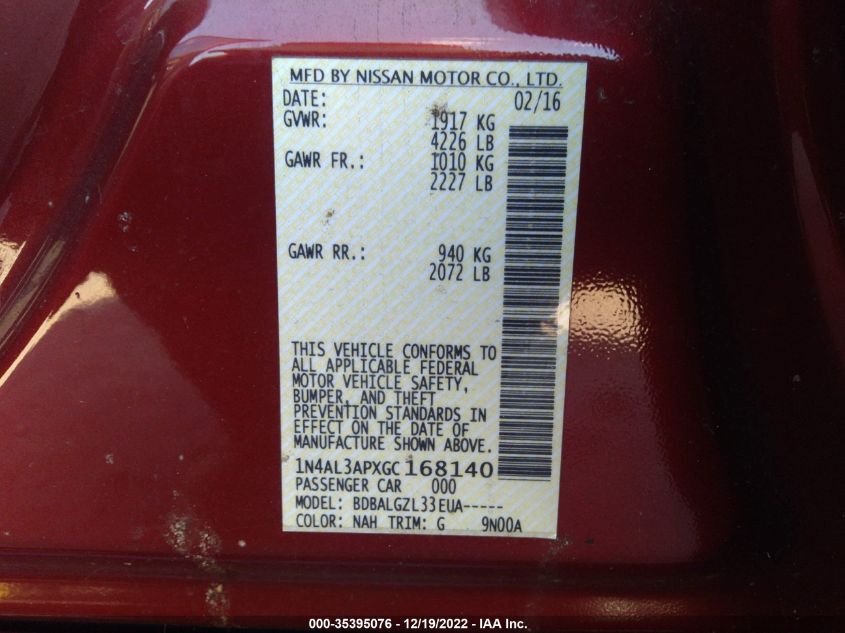 MFD BY NISSAN MOTOR CO., LTD.
DATE: 02/16
GVWR: 1917 KG
4226 LB
GAWR FR.: 1010 KG
2227 LB
GAWR RR.: 940 KG
2072 LB
THIS VEHICLE CONFORMS TO
ALL APPLICABLE FEDERAL
MOTOR VEHICLE SAFETY,
BUMPER, AND THEFT
PREVENTION STANDARDS IN
EFFECT ON THE DATE OF
MANUFACTURE SHOWN ABOVE.
1N4AL3APXGC168140
PASSENGER CAR 000
MODEL: BDBALGZL33EUA-----
COLOR: NAH TRIM: G 9N00A
000-35395076 - 12/19/2022 - IAA Inc.